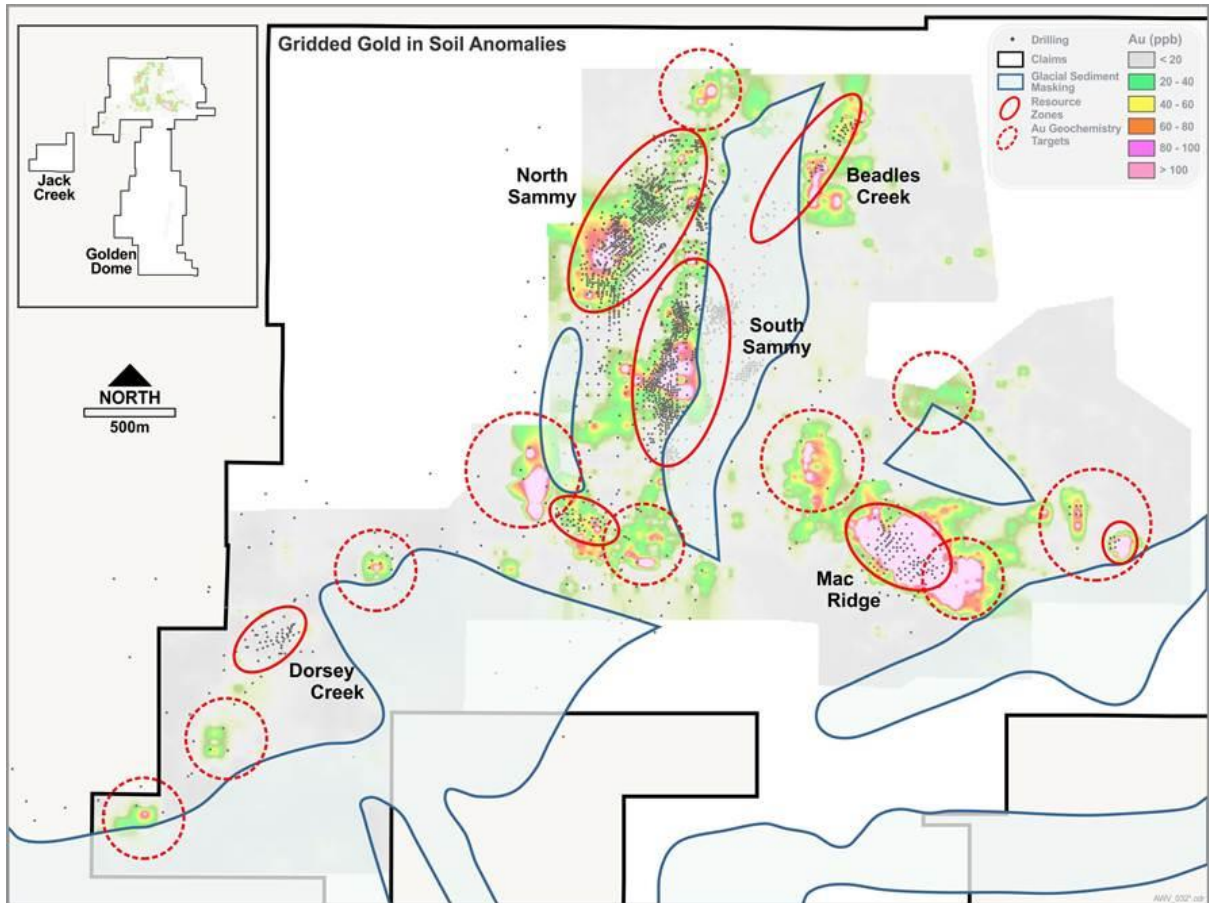 Gridded Gold in Soil Anomalies
Jack
Creek
Golden
Dome
NORTH
500m
North
Sammy
Beadles
Creek
South
Sammy
Mac
Ridge
Dorsey
Creek
Drilling
Claims
Glacial Sediment
Masking
Resource
Zones
Au Geochemistry
Targets
Au (ppb)
< 20
20 - 40
40 - 60
60 - 80
80 - 100
> 100